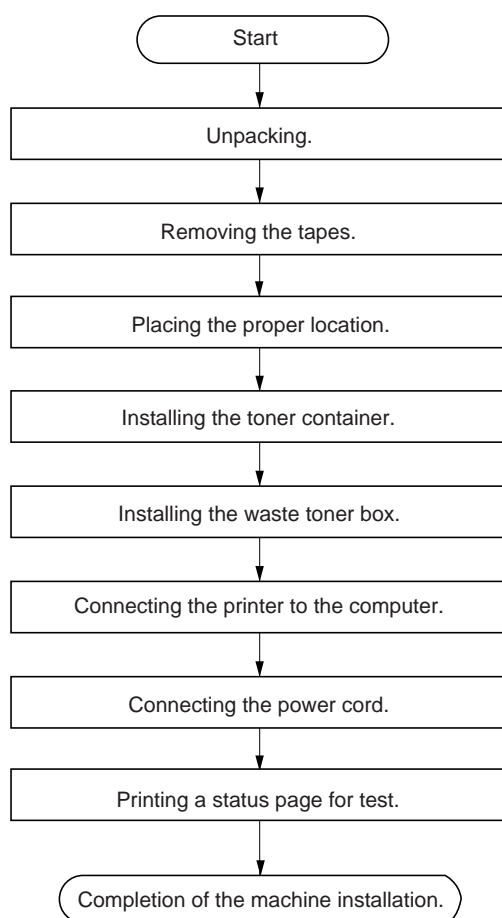 Start
Unpacking.
Removing the tapes.
Placing the proper location.
Installing the toner container.
Installing the waste toner box.
Connecting the printer to the computer.
Connecting the power cord.
Printing a status page for test.
Completion of the machine installation.